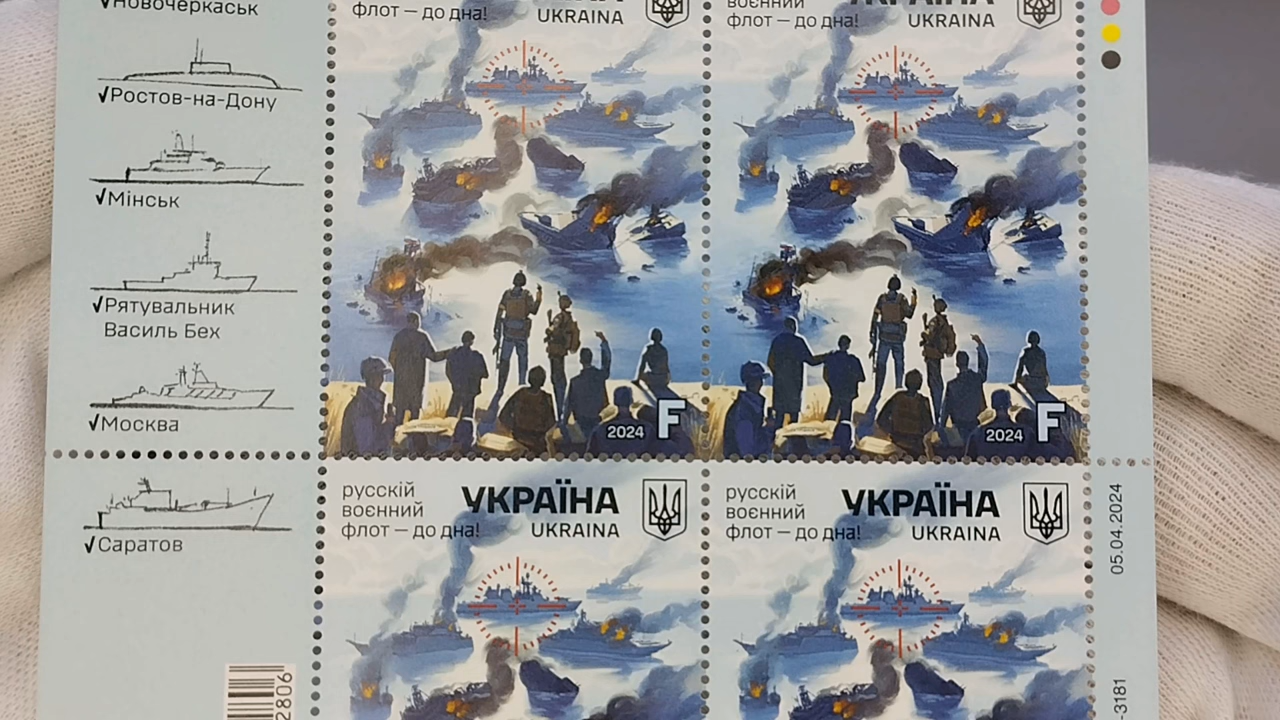 ✓Новочеркаськ
✓Ростов-на-Дону
✓Мінськ
✓Рятувальник
Василь Бех
✓Москва
✓Саратов
2806
флот — до дна!
UKRAINA
2024 F
воєнний
флот — до дна!
UKRAINA
2024 F
русскій
воєнний
флот — до дна!
УКРАЇНА
UKRAINA
русскій
воєнний
флот — до дна!
УКРАЇНА
UKRAINA
05.04.2024
-3181